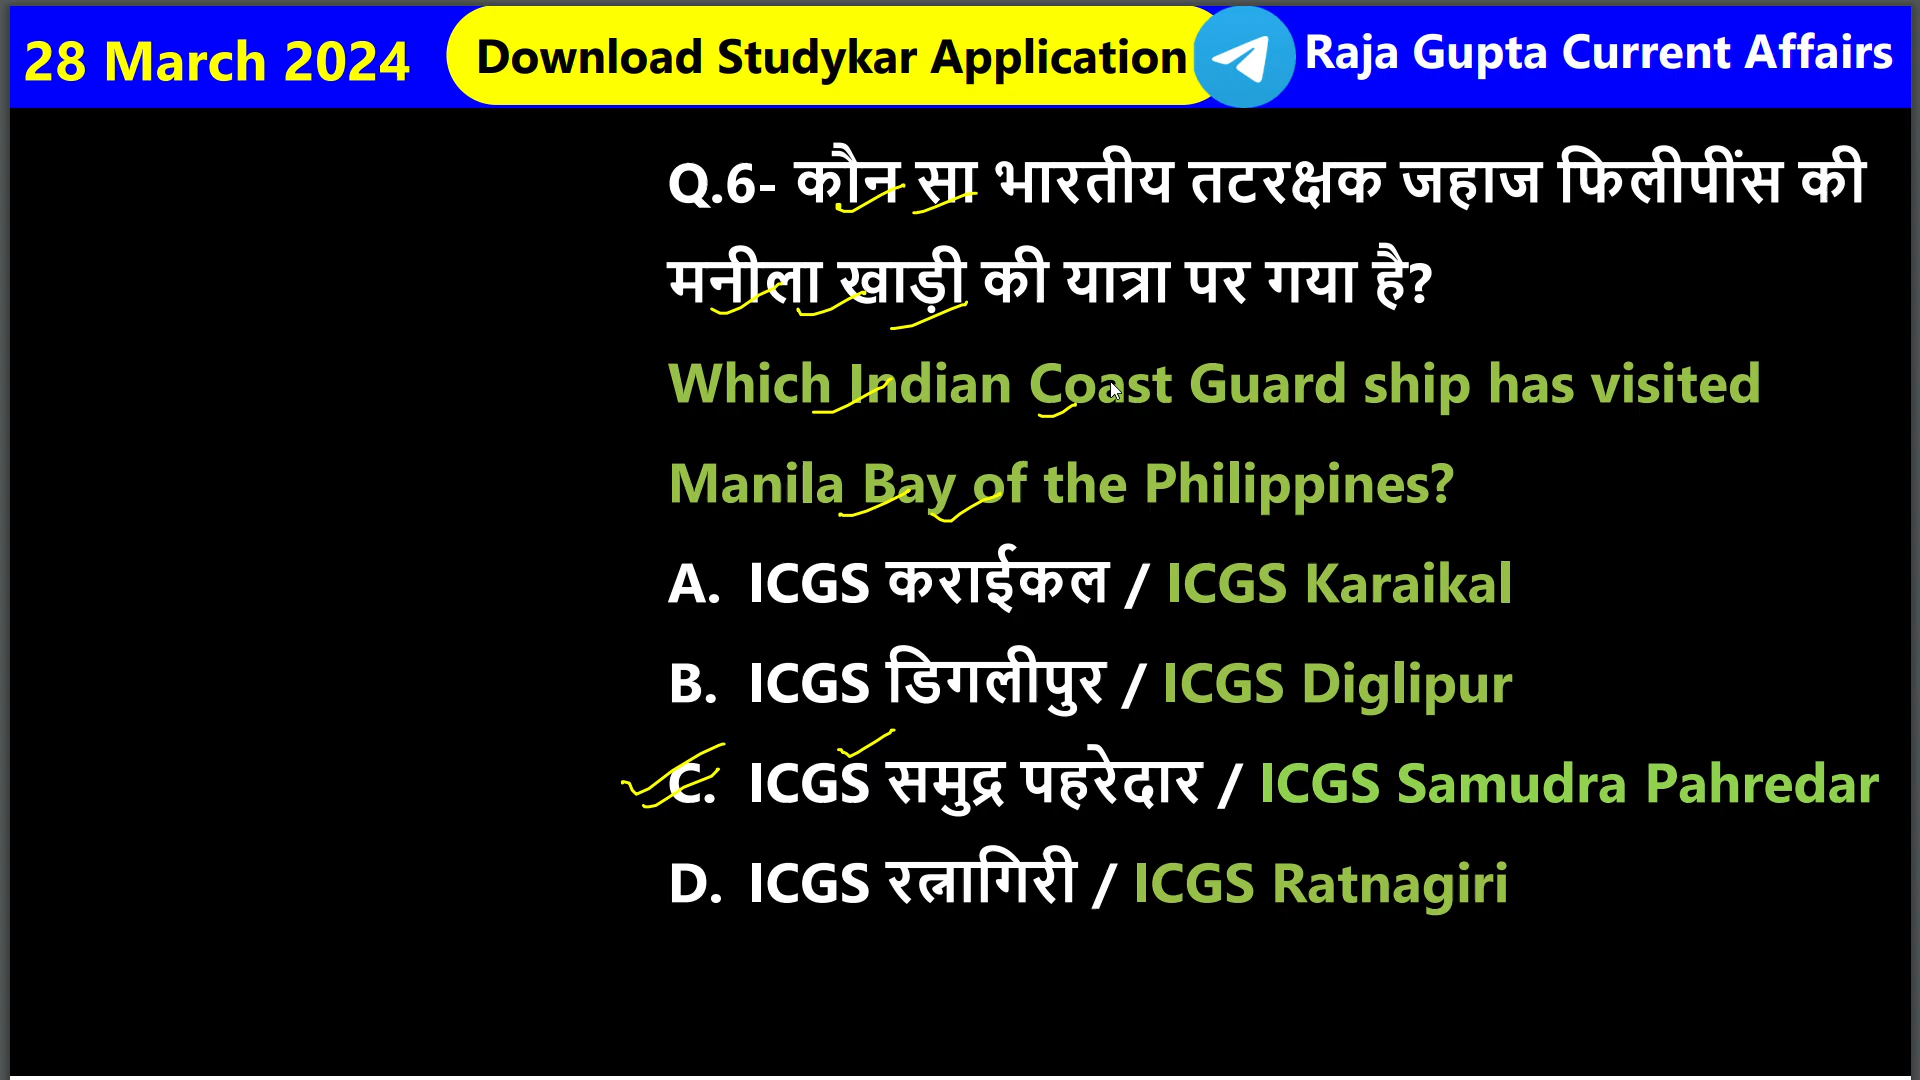 28 March 2024 Download Studykar Application Raja Gupta Current Affairs
Q.6- कौन सा भारतीय तटरक्षक जहाज फिलीपींस की
मनीला खाड़ी की यात्रा पर गया है?
Which Indian Coast Guard ship has visited
Manila Bay of the Philippines?
A. ICGS कराईकल / ICGS Karaikal
B. ICGS डिगलीपुर / ICGS Diglipur
C. ICGS समुद्र पहरेदार / ICGS Samudra Pahredar
D. ICGS रत्नागिरी / ICGS Ratnagiri